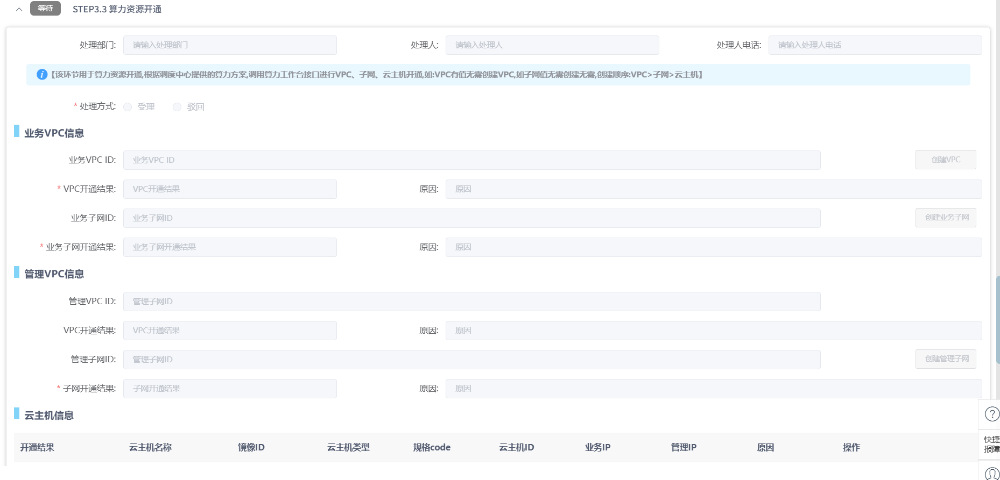 等待 STEP3.3 算力资源开通
处理部门: 请输入处理部门 处理人: 请输入处理人 处理人电话: 请输入处理人电话
【该环节用于算力资源开通,根据调度中心提供的算力方案,调用算力工作台接口进行VPC、子网、云主机开通,如:VPC有值无需创建VPC,如子网值无需创建无需,创建顺序:VPC>子网>云主机】
* 处理方式: 受理 驳回
业务VPC信息
业务VPC ID: 业务VPC ID 创建VPC
* VPC开通结果: VPC开通结果 原因: 原因
业务子网ID: 业务子网ID 创建业务子网
* 业务子网开通结果: 业务子网开通结果 原因: 原因
管理VPC信息
管理VPC ID: 管理子网ID
VPC开通结果: VPC开通结果 原因: 原因
管理子网ID: 管理子网ID 创建管理子网
* 子网开通结果: 子网开通结果 原因: 原因
云主机信息
开通结果 云主机名称 镜像ID 云主机类型 规格code 云主机ID 业务IP 管理IP 原因 操作
快捷
报障